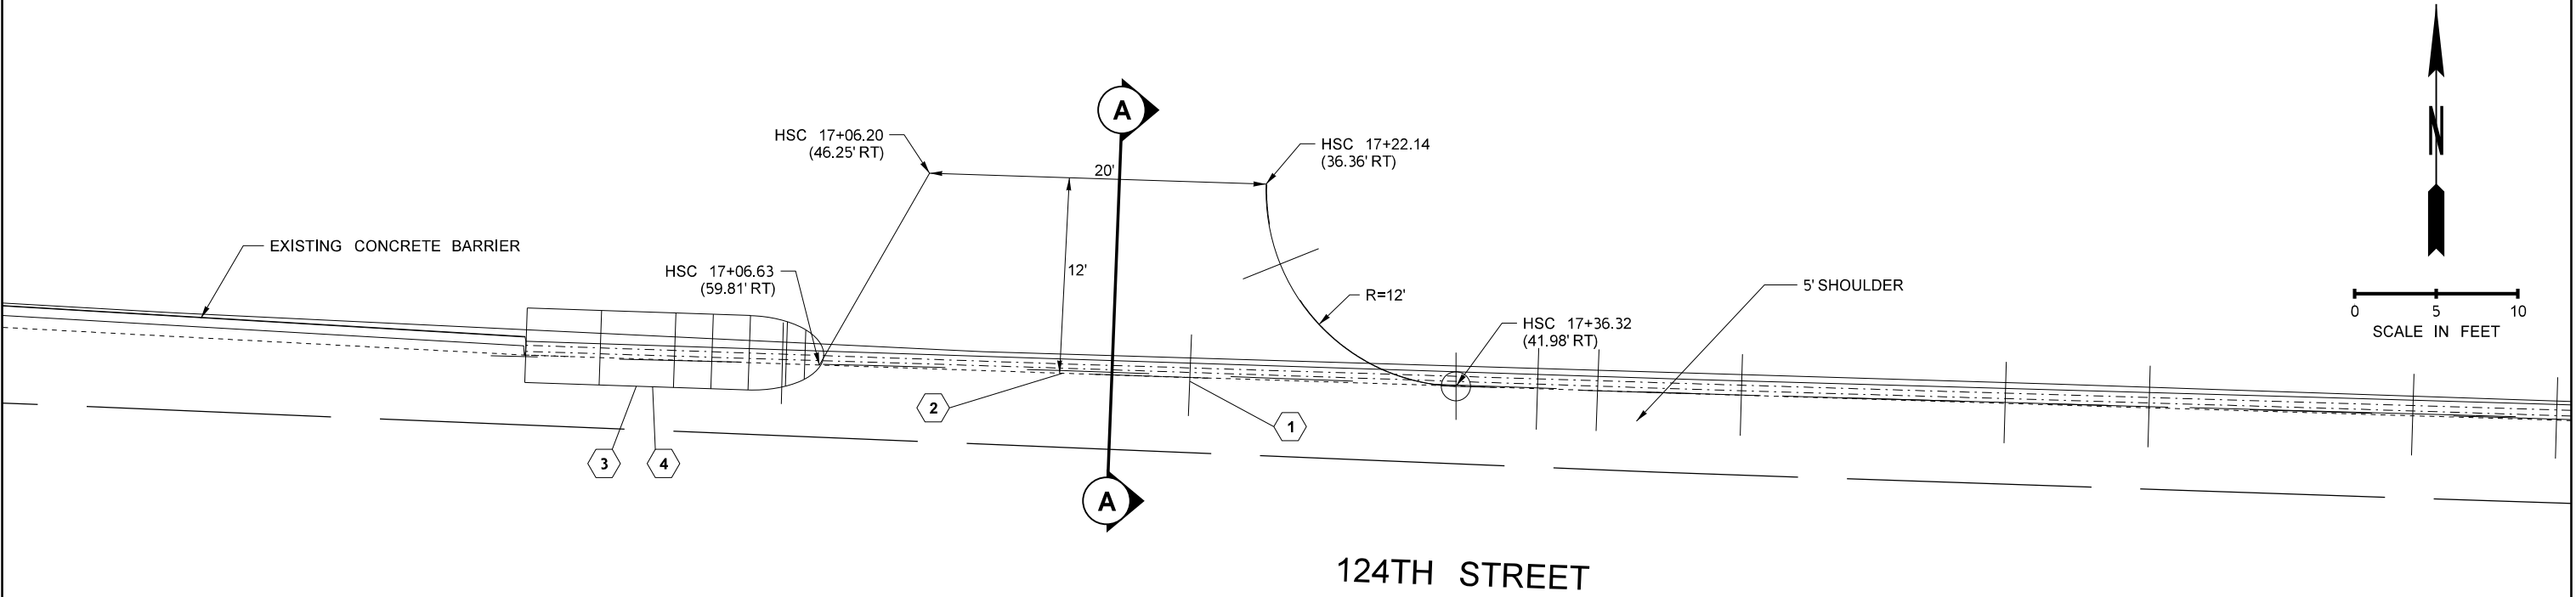 A
HSC 17+06.20
(46.25' RT)
20'
HSC 17+22.14
(36.36' RT)
N
EXISTING CONCRETE BARRIER
HSC 17+06.63
(59.81' RT)
12'
R=12'
5' SHOULDER
0 5 10
SCALE IN FEET
HSC 17+36.32
(41.98' RT)
2
1
3
4
A
124TH STREET